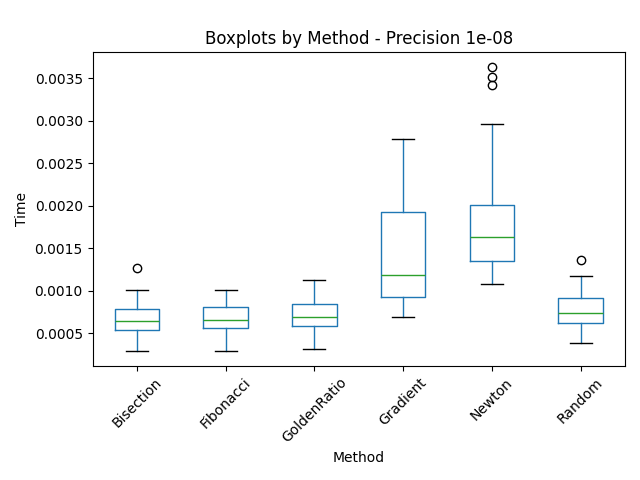 Boxplots by Method - Precision 1e-08
0.0035
0.0030
0.0025
0.0020
0.0015
0.0010
0.0005
Time
Bisection
Fibonacci
GoldenRatio
Gradient
Newton
Random
Method